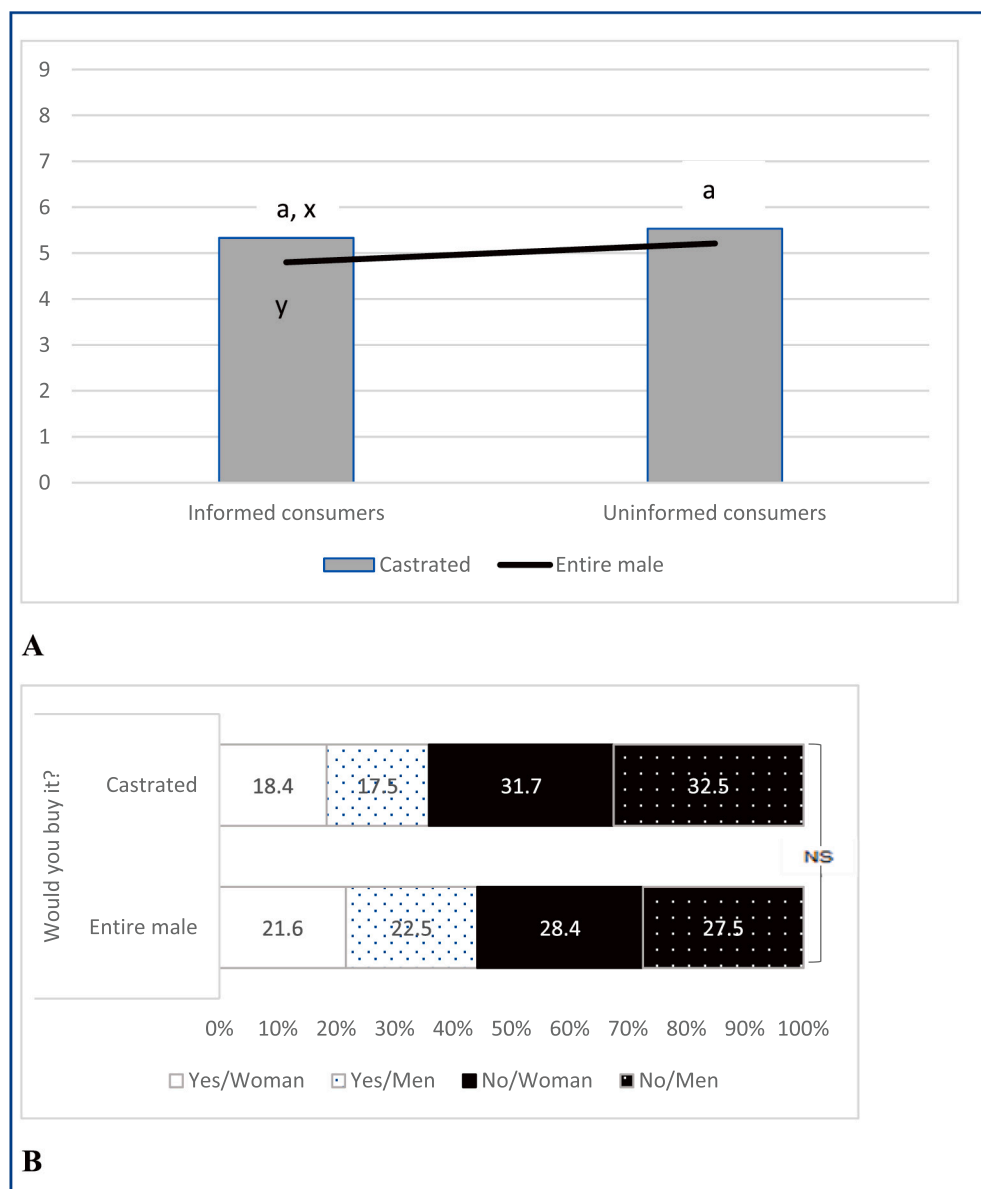 9
8
7
6
5
4
3
2
1
0
a, x
a
y
Informed consumers Uninformed consumers
Castrated Entire male
A
Would you buy it?
Castrated 18.4 17.5 31.7 32.5
NS
Entire male 21.6 22.5 28.4 27.5
0% 10% 20% 30% 40% 50% 60% 70% 80% 90% 100%
Yes/Woman Yes/Men No/Woman No/Men
B